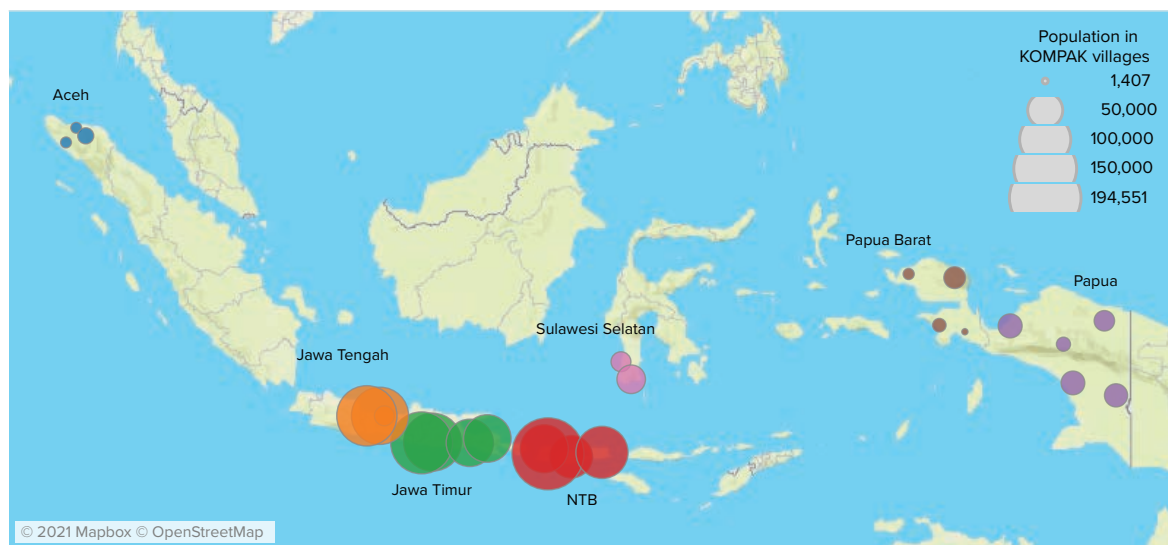 Population in
KOMPAK villages
1,407
50,000
100,000
150,000
194,551
Aceh
Papua Barat
Papua
Sulawesi Selatan
Jawa Tengah
Jawa Timur
NTB
© 2021 Mapbox © OpenStreetMap